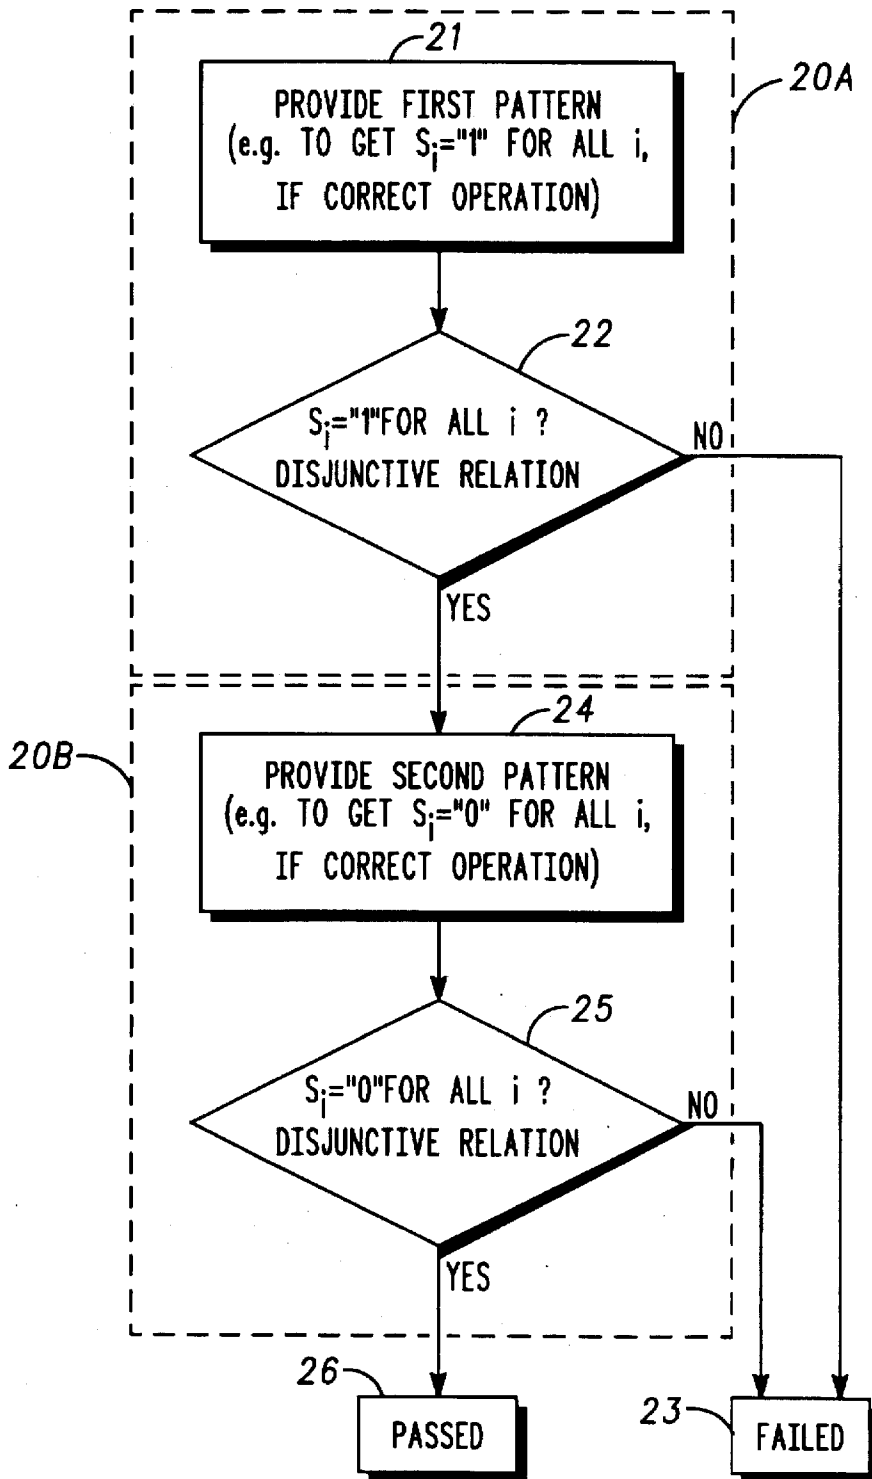 21
20A
PROVIDE FIRST PATTERN
(e.g. TO GET Si="1" FOR ALL i,
IF CORRECT OPERATION)
22
Si="1"FOR ALL i ?
DISJUNCTIVE RELATION
NO
YES
24
20B
PROVIDE SECOND PATTERN
(e.g. TO GET Si="0" FOR ALL i,
IF CORRECT OPERATION)
25
Si="0"FOR ALL i ?
DISJUNCTIVE RELATION
NO
YES
26
PASSED
23
FAILED